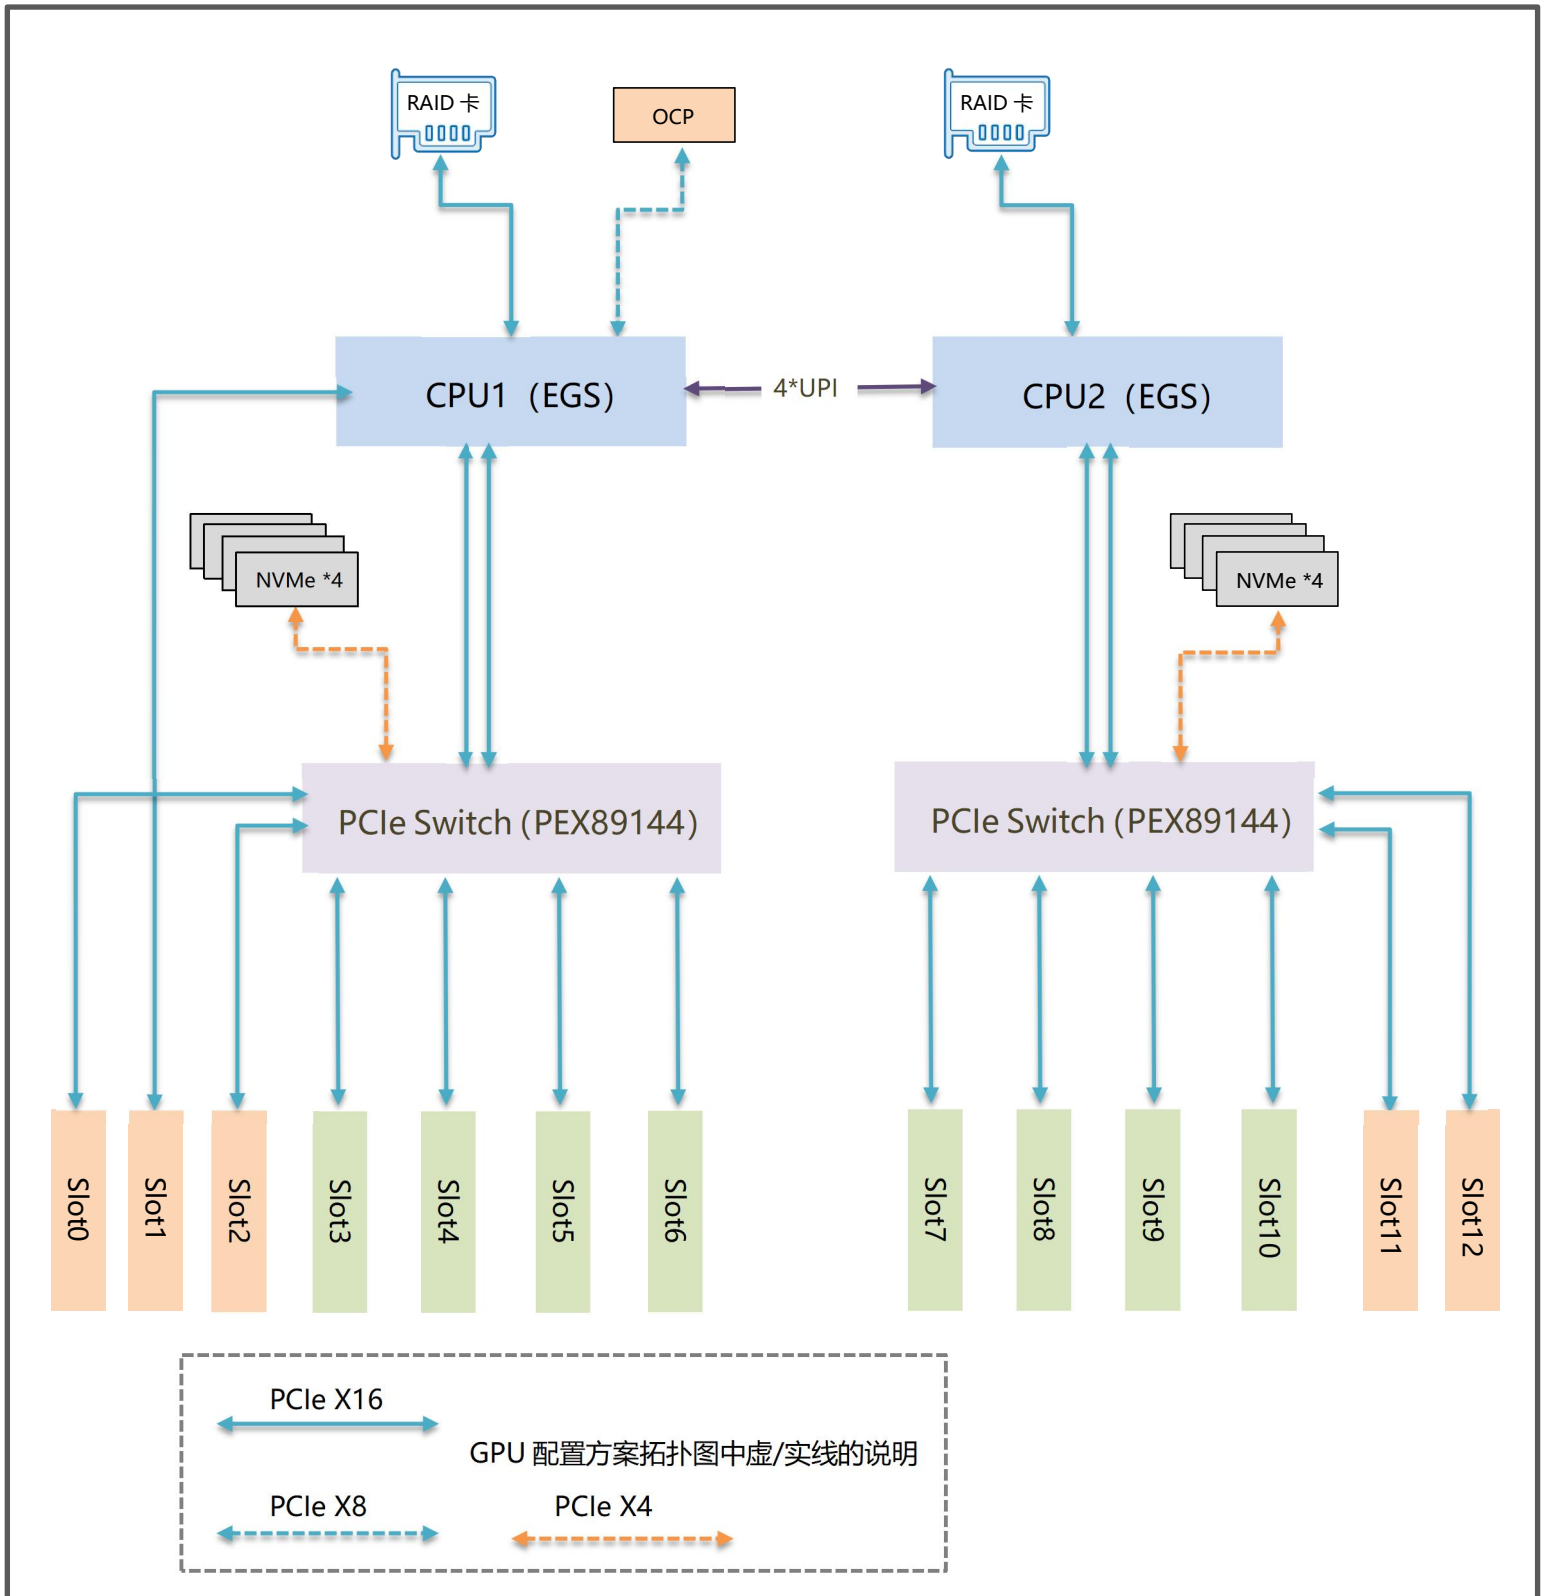 RAID 卡
OCP
RAID 卡
CPU1（EGS）
4*UPI
CPU2（EGS）
NVMe *4
NVMe *4
PCIe Switch（PEX89144）
PCIe Switch（PEX89144）
Slot0
Slot1
Slot2
Slot3
Slot4
Slot5
Slot6
Slot7
Slot8
Slot9
Slot10
Slot11
Slot12
PCIe X16
GPU 配置方案拓扑图中虚/实线的说明
PCIe X8
PCIe X4